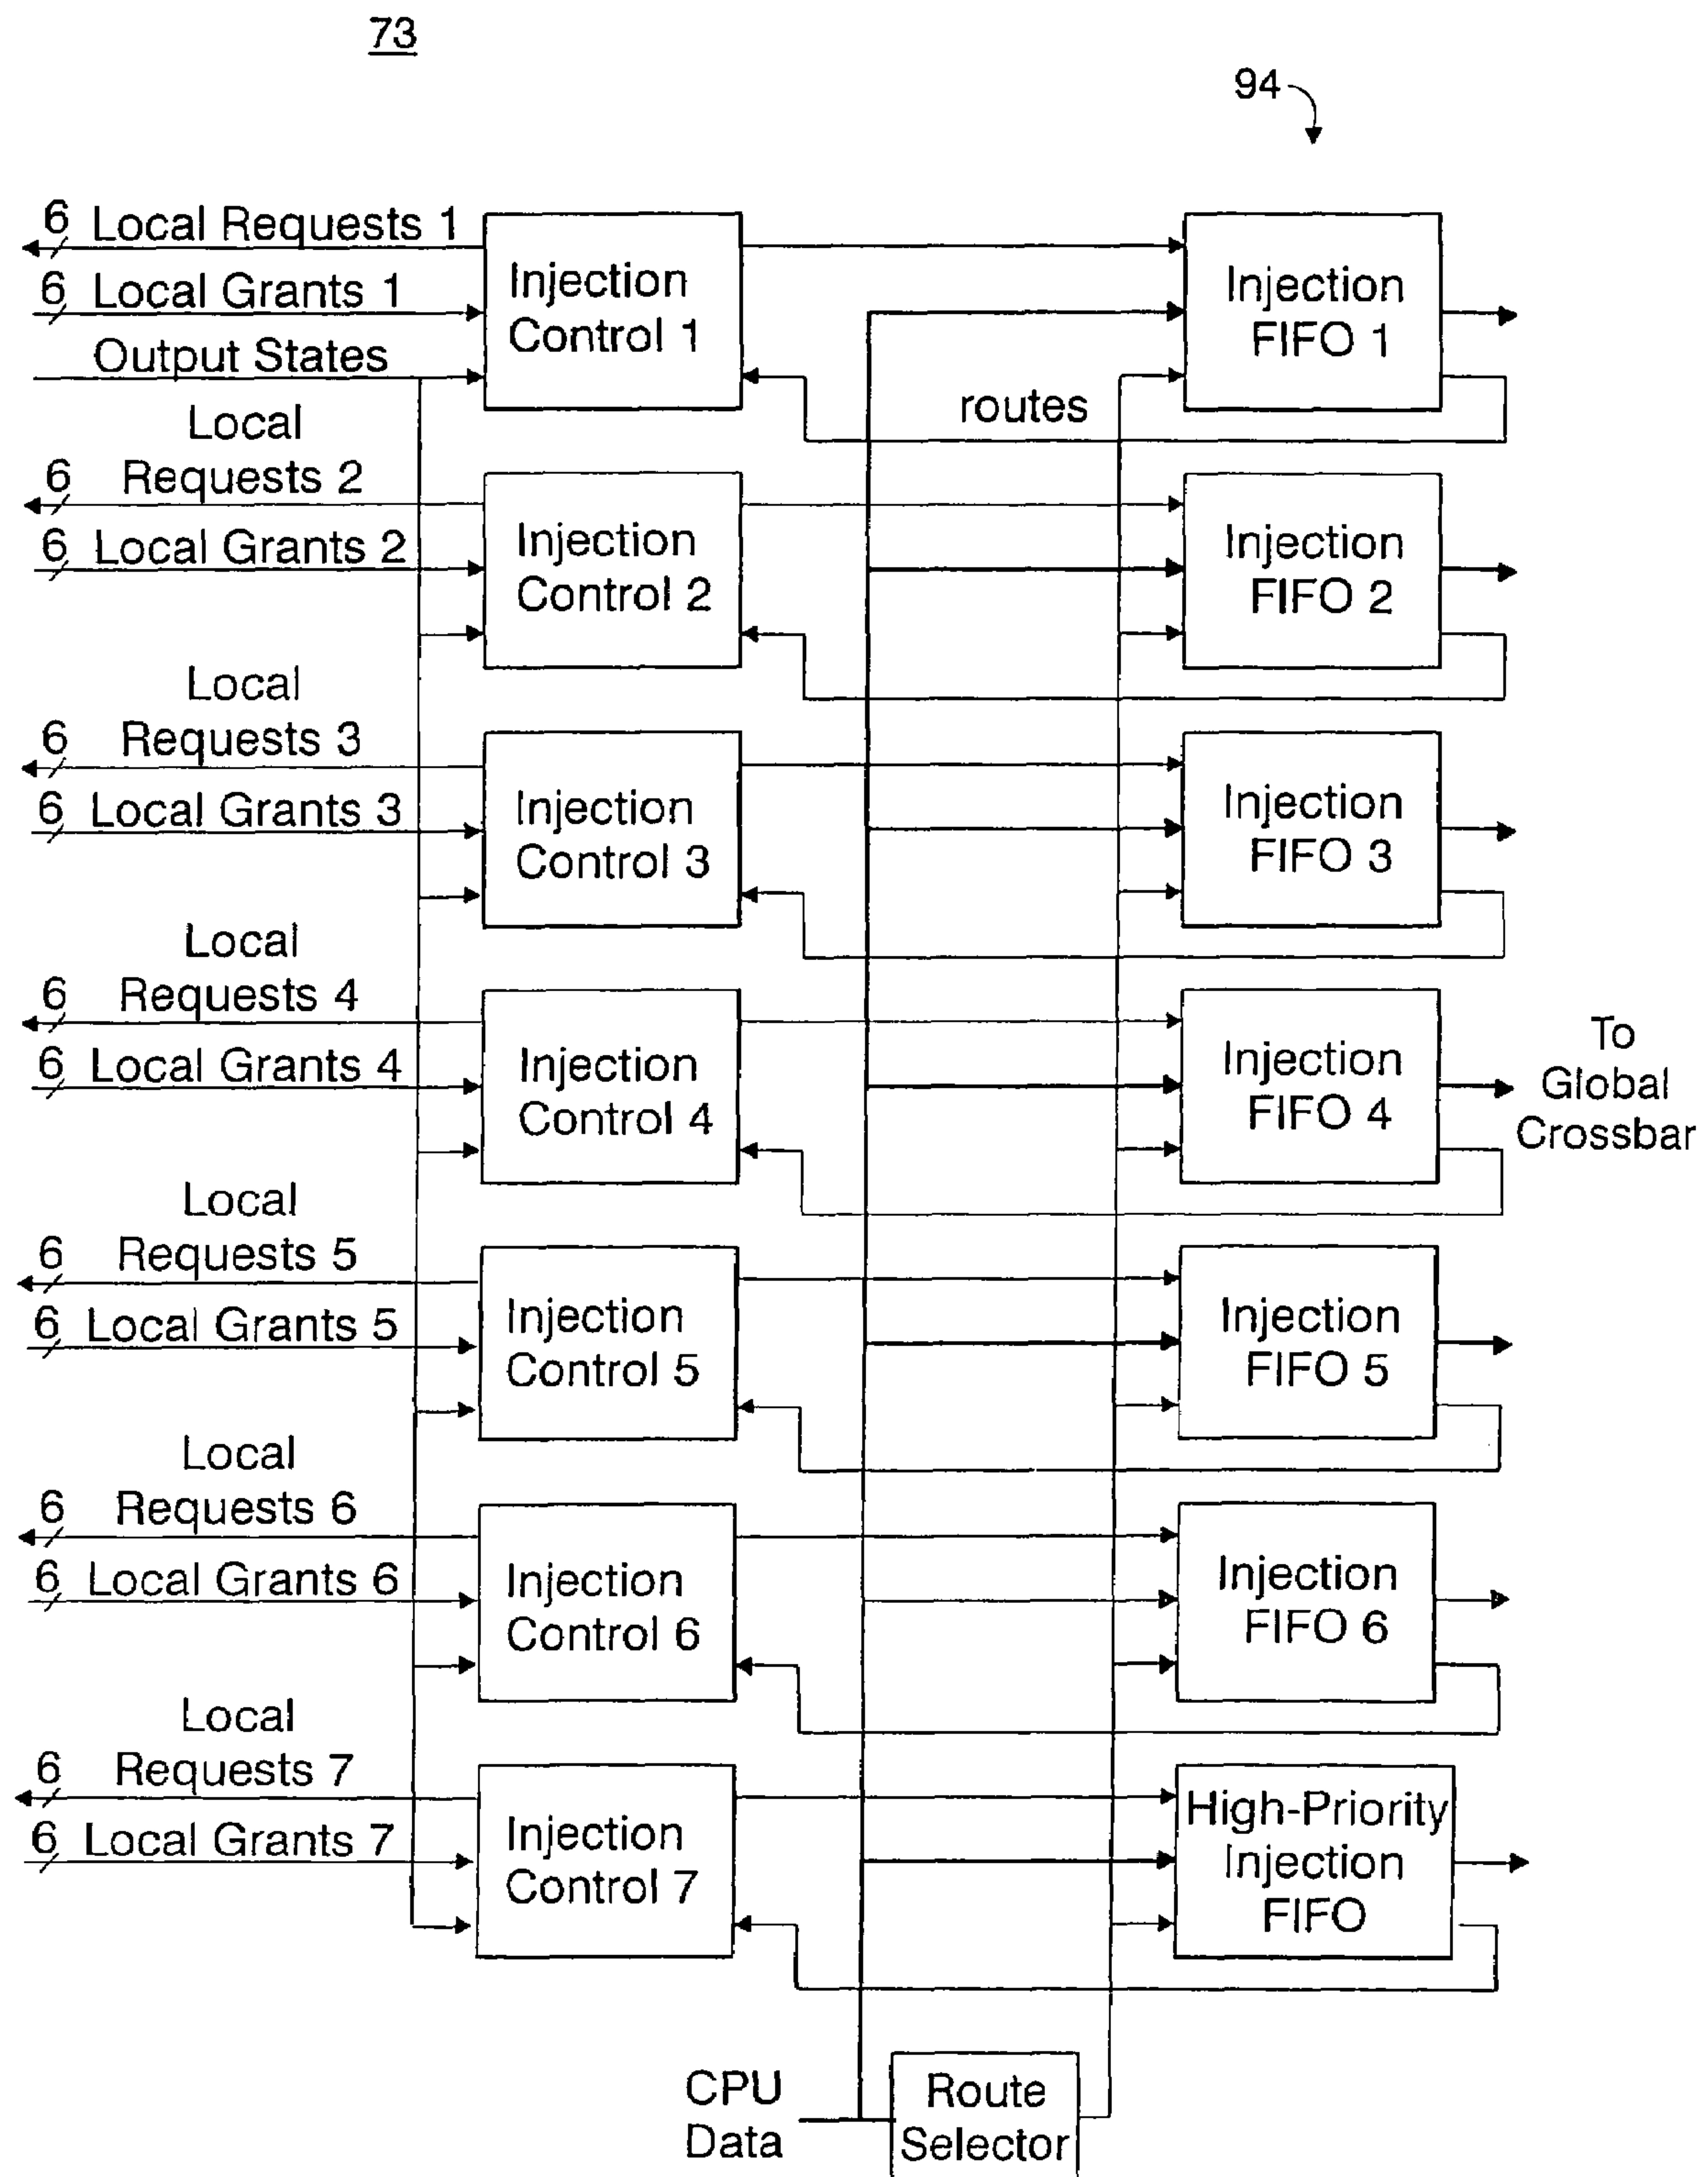 73
94
6 Local Requests 1
6 Local Grants 1
Output States
Injection
Control 1
Injection
FIFO 1
routes
Local
6 Requests 2
6 Local Grants 2
Injection
Control 2
Injection
FIFO 2
Local
6 Requests 3
6 Local Grants 3
Injection
Control 3
Injection
FIFO 3
Local
6 Requests 4
6 Local Grants 4
Injection
Control 4
Injection
FIFO 4
To
Global
Crossbar
Local
6 Requests 5
6 Local Grants 5
Injection
Control 5
Injection
FIFO 5
Local
6 Requests 6
6 Local Grants 6
Injection
Control 6
Injection
FIFO 6
Local
6 Requests 7
6 Local Grants 7
Injection
Control 7
High-Priority
Injection
FIFO
CPU
Data
Route
Selector